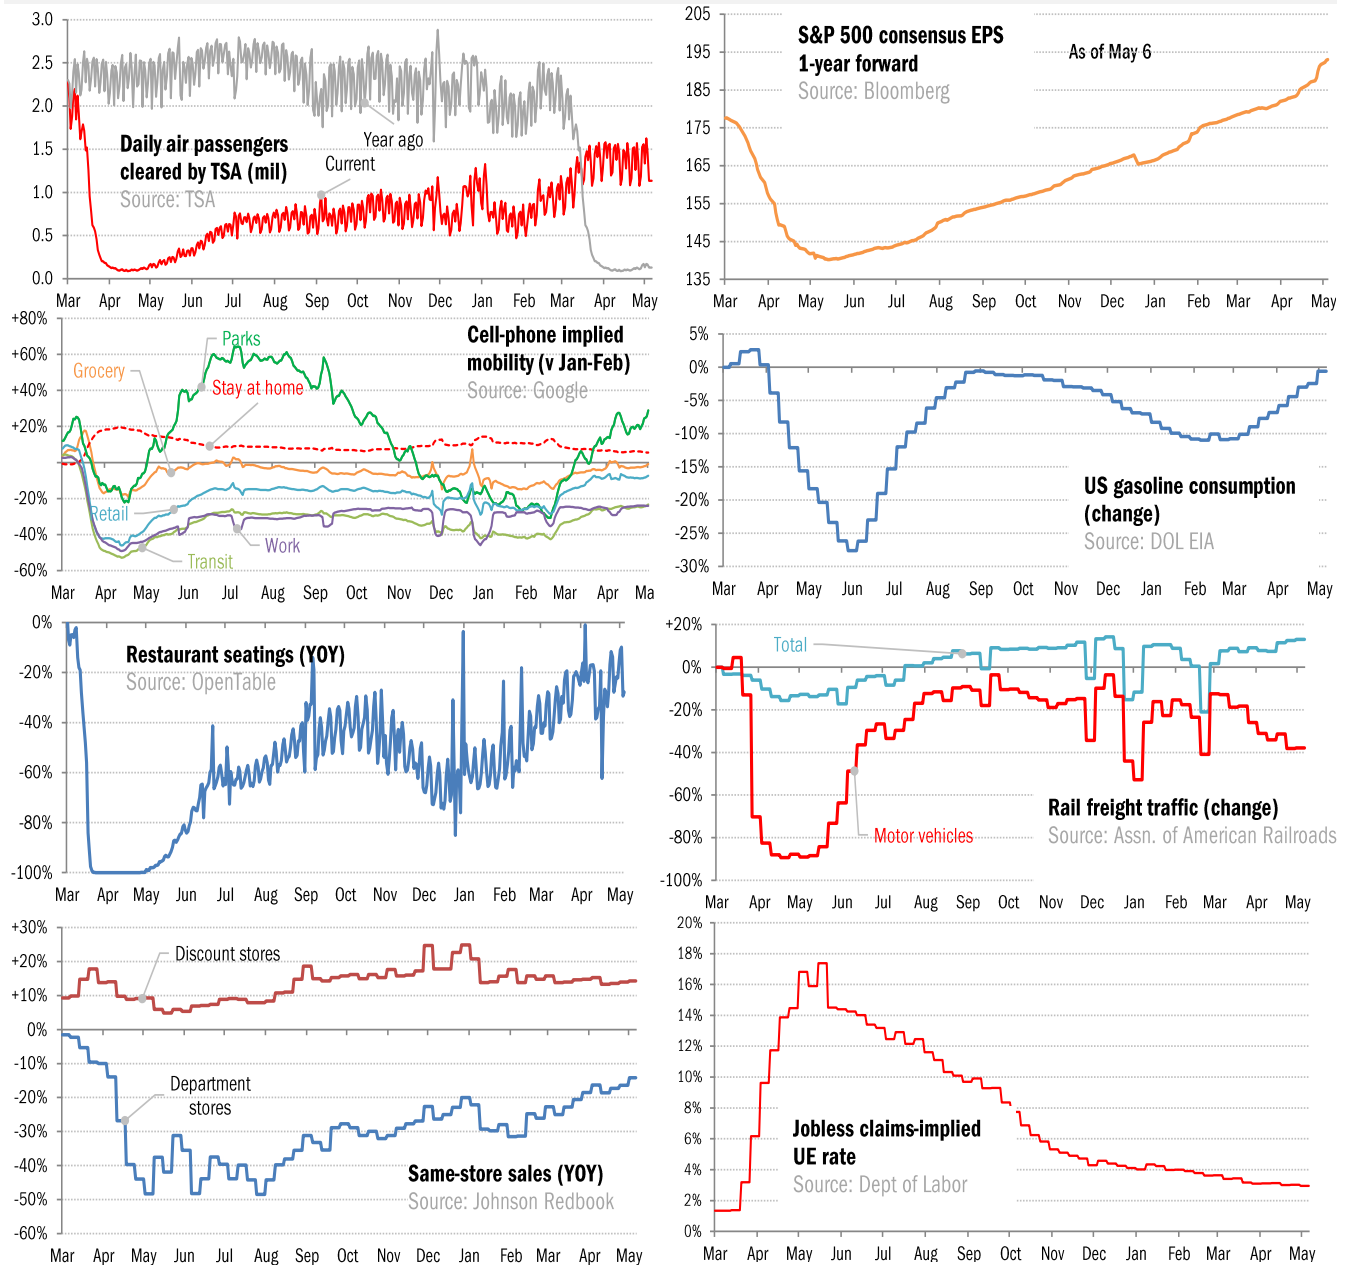 3.0
2.5
2.0
1.5
1.0
0.5
0.0
Daily air passengers
cleared by TSA (mil)
Source: TSA
Year ago
Current
Mar Apr May Jun Jul Aug Sep Oct Nov Dec Jan Feb Mar Apr May
205
195
185
175
165
155
145
135
S&P 500 consensus EPS
1-year forward
Source: Bloomberg
As of May 6
Mar Apr May Jun Jul Aug Sep Oct Nov Dec Jan Feb Mar Apr May
+80%
+60%
+40%
+20%
-20%
-40%
-60%
Cell-phone implied
mobility (v Jan-Feb)
Source: Google
Parks
Grocery
Stay at home
Retail
Work
Transit
Mar Apr May Jun Jul Aug Sep Oct Nov Dec Jan Feb Mar Apr Ma
5%
0%
-5%
-10%
-15%
-20%
-25%
-30%
US gasoline consumption
(change)
Source: DOL EIA
Mar Apr May Jun Jul Aug Sep Oct Nov Dec Jan Feb Mar Apr May
0%
-20%
-40%
-60%
-80%
-100%
Restaurant seatings (YOY)
Source: OpenTable
Mar Apr May Jun Jul Aug Sep Oct Nov Dec Jan Feb Mar Apr May
+20%
0%
-20%
-40%
-60%
-80%
-100%
Total
Motor vehicles
Rail freight traffic (change)
Source: Assn. of American Railroads
Mar Apr May Jun Jul Aug Sep Oct Nov Dec Jan Feb Mar Apr May
+30%
+20%
+10%
0%
-10%
-20%
-30%
-40%
-50%
-60%
Discount stores
Department
stores
Same-store sales (YOY)
Source: Johnson Redbook
Mar Apr May Jun Jul Aug Sep Oct Nov Dec Jan Feb Mar Apr May
20%
18%
16%
14%
12%
10%
8%
6%
4%
2%
0%
Jobless claims-implied
UE rate
Source: Dept of Labor
Mar Apr May Jun Jul Aug Sep Oct Nov Dec Jan Feb Mar Apr May